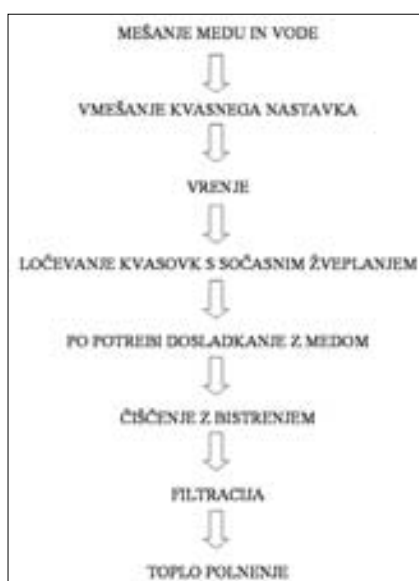 MEŠANJE MEDU IN VODE
VMEŠANJE KVASNEGA NASTAVKA
VRENJE
LOČEVANJE KVASOVK S SOČASNIM ŽVEPLANJEM
PO POTREBI DOSLADKANJE Z MEDOM
ČIŠČENJE Z BISTRENJEM
FILTRACIJA
TOPLO POLNENJE